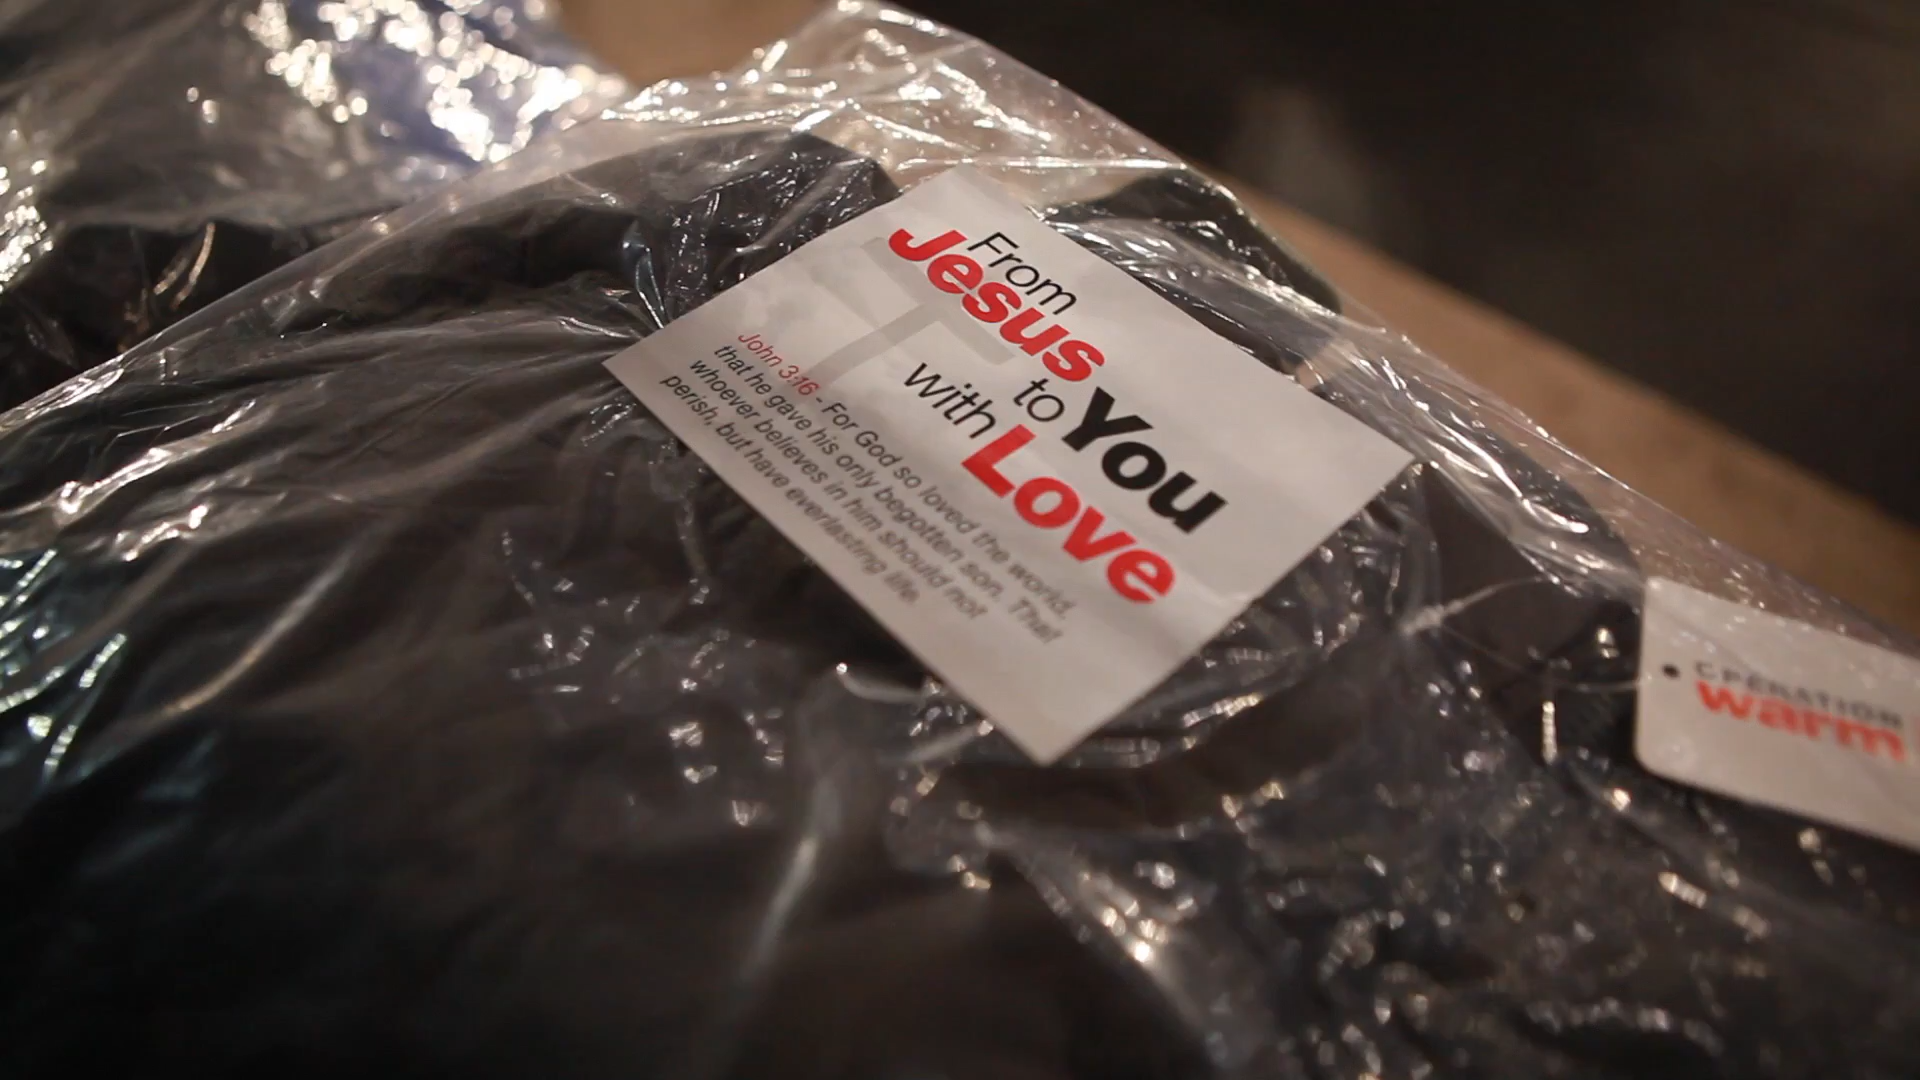 From
Jesus
to You
with Love
John 3:16 - For God so loved the world,
that he gave his only begotten son. That
whoever believes in him should not
perish, but have everlasting life.
OPERATION
warm